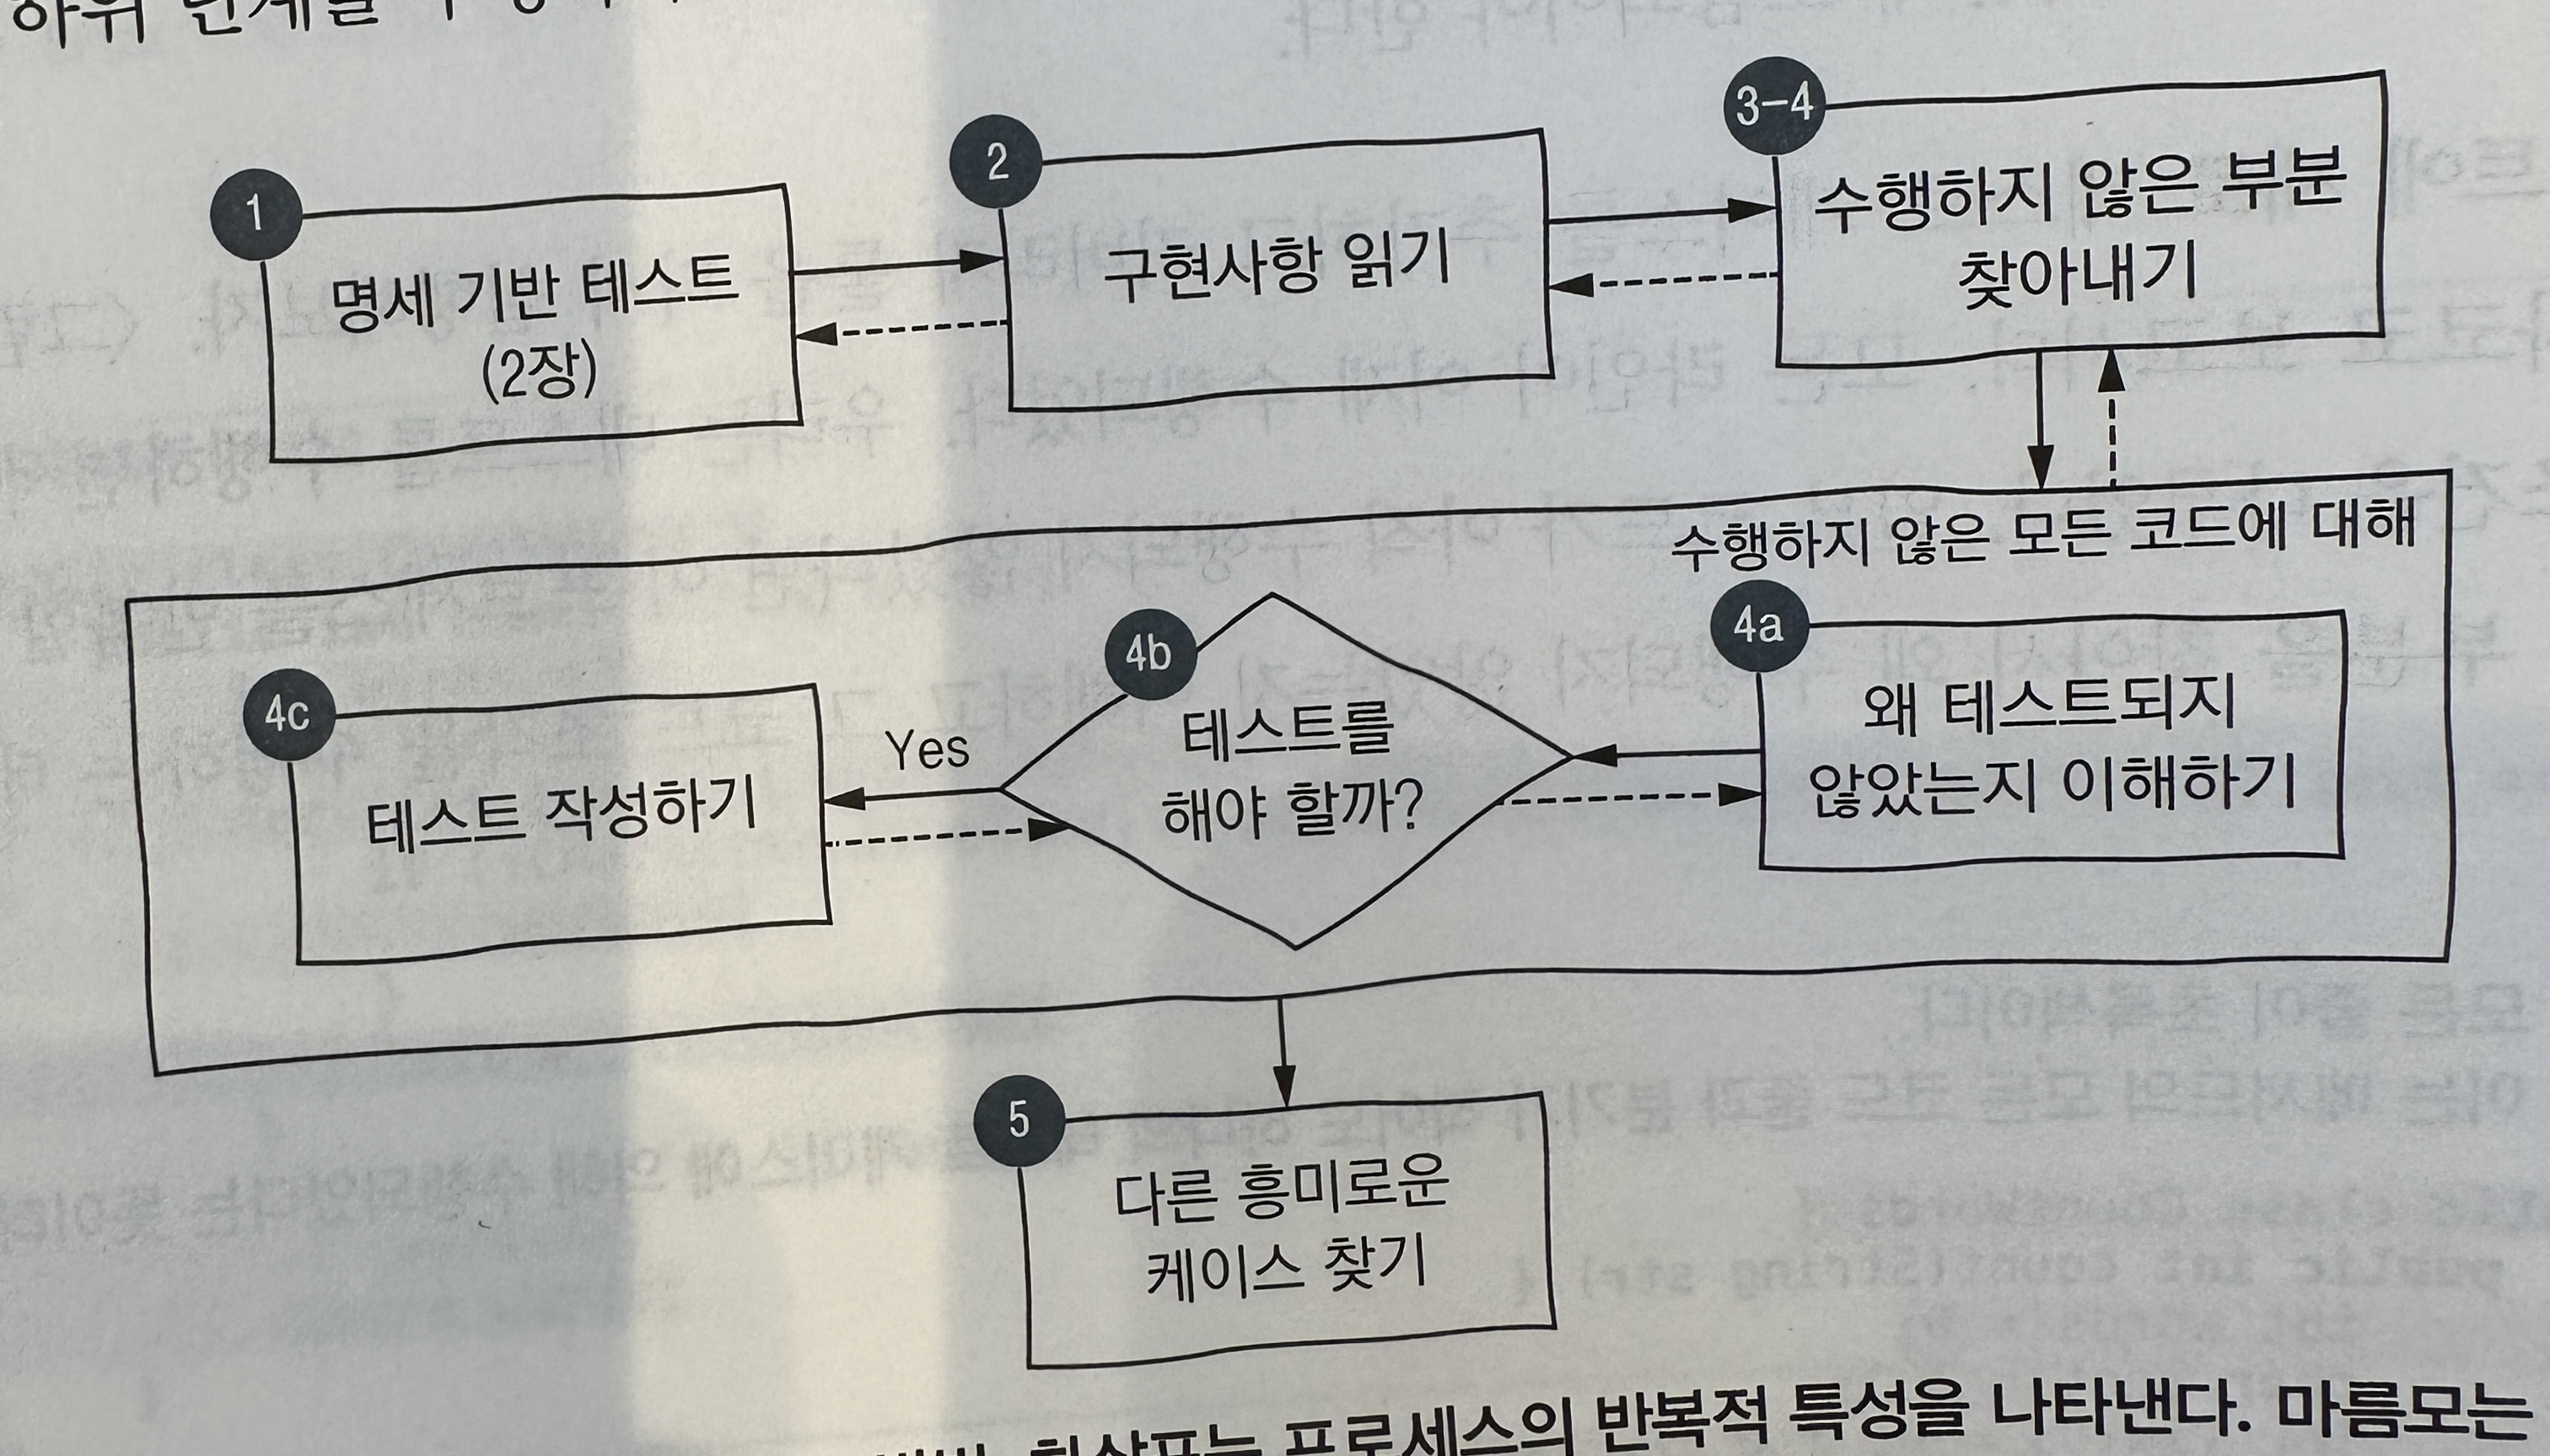 하위 단계를
1
명세 기반 테스트
(2장)
2
구현사항 읽기
3-4
수행하지 않은 부분
찾아내기
수행하지 않은 모든 코드에 대해
4a
왜 테스트되지
않았는지 이해하기
4b
테스트를
해야 할까?
Yes
4c
테스트 작성하기
5
다른 흥미로운
케이스 찾기
화살표는 프로세스의 반복적 특성을 나타낸다. 마름모는